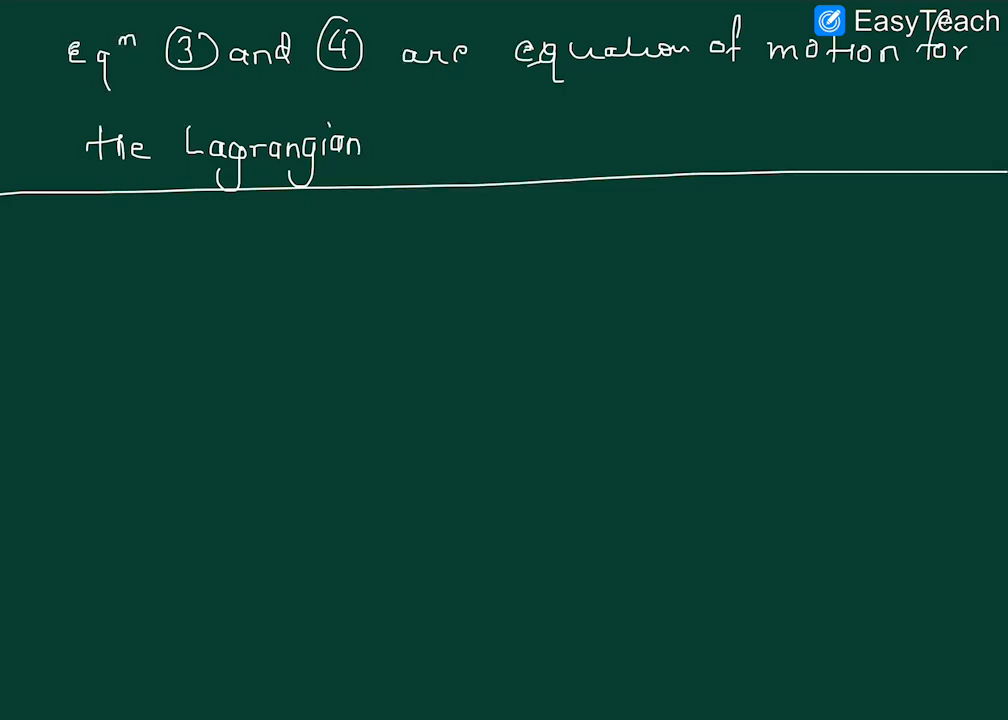 EasyTeach
Eqⁿ ③ and ④ are equation of motion for
the Lagrangian